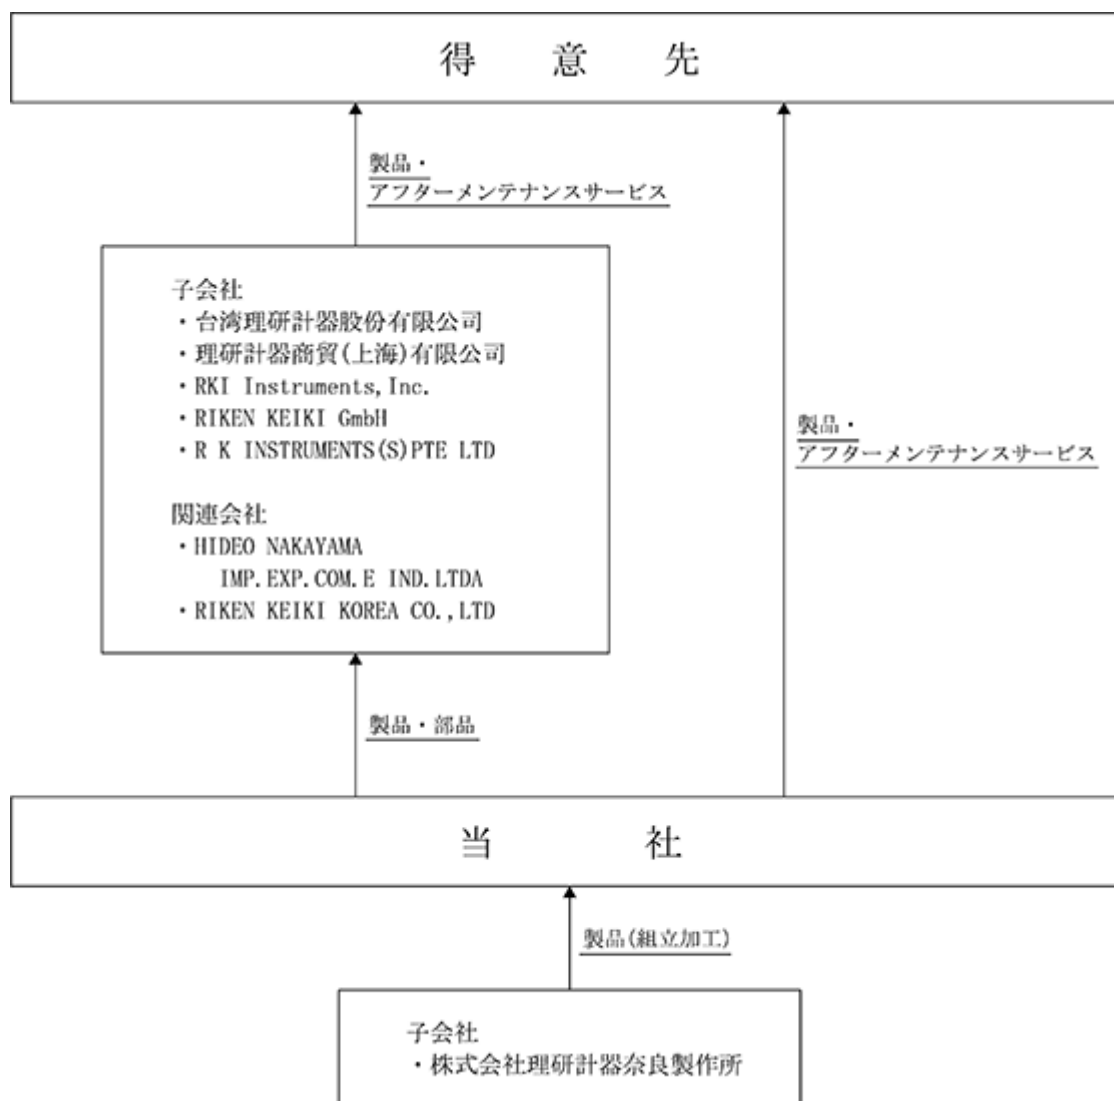 得意先
製品・
アフターメンテナンスサービス
子会社
・台湾理研計器股份有限公司
・理研計器商貿(上海)有限公司
・RKI Instruments,Inc.
・RIKEN KEIKI GmbH
・R K INSTRUMENTS(S)PTE LTD
関連会社
・HIDEO NAKAYAMA
IMP.EXP.COM.E IND.LTDA
・RIKEN KEIKI KOREA CO.,LTD
製品・
アフターメンテナンスサービス
製品・部品
当社
製品(組立加工)
子会社
・株式会社理研計器奈良製作所